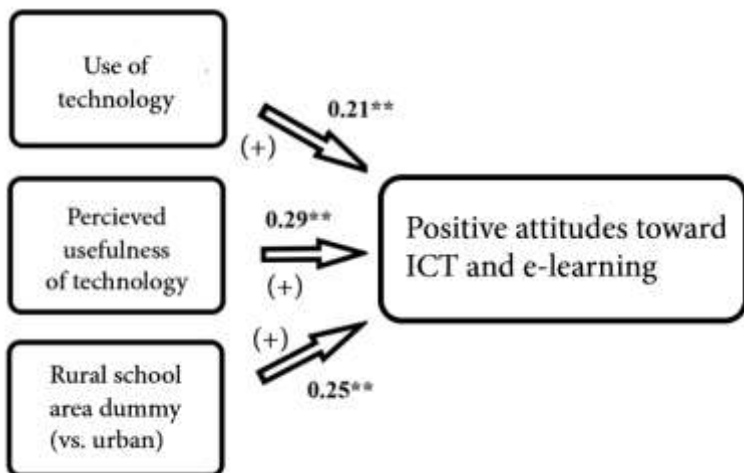 Use of
technology
0.21**
(+)
Percieved
usefulness
of technology
0.29**
(+)
Positive attitudes toward
ICT and e-learning
(+)
Rural school
area dummy
(vs. urban)
0.25**